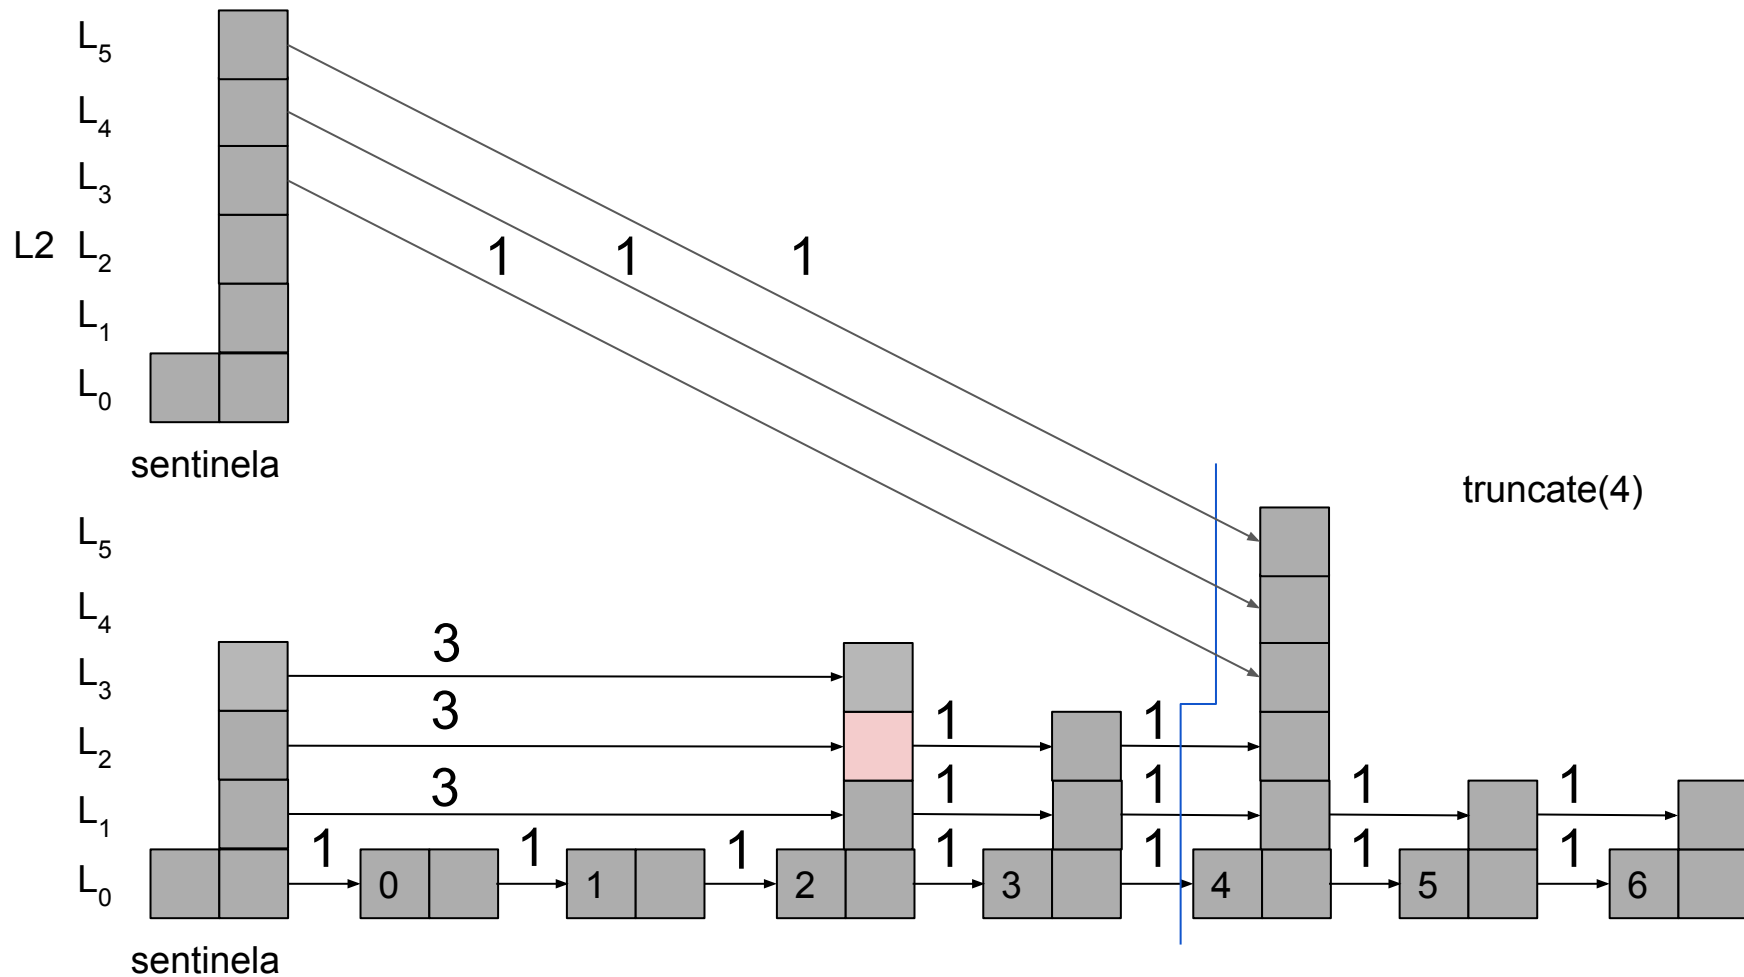 L5
L4
L3
L2 L2 1 1 1
L1
L0
sentinela
truncate(4)
L5
L4
3
L3
3 1 1
L2
3 1 1 1 1
L1
1 1 1 1 1 1 1
L0 0 1 2 3 4 5 6
sentinela